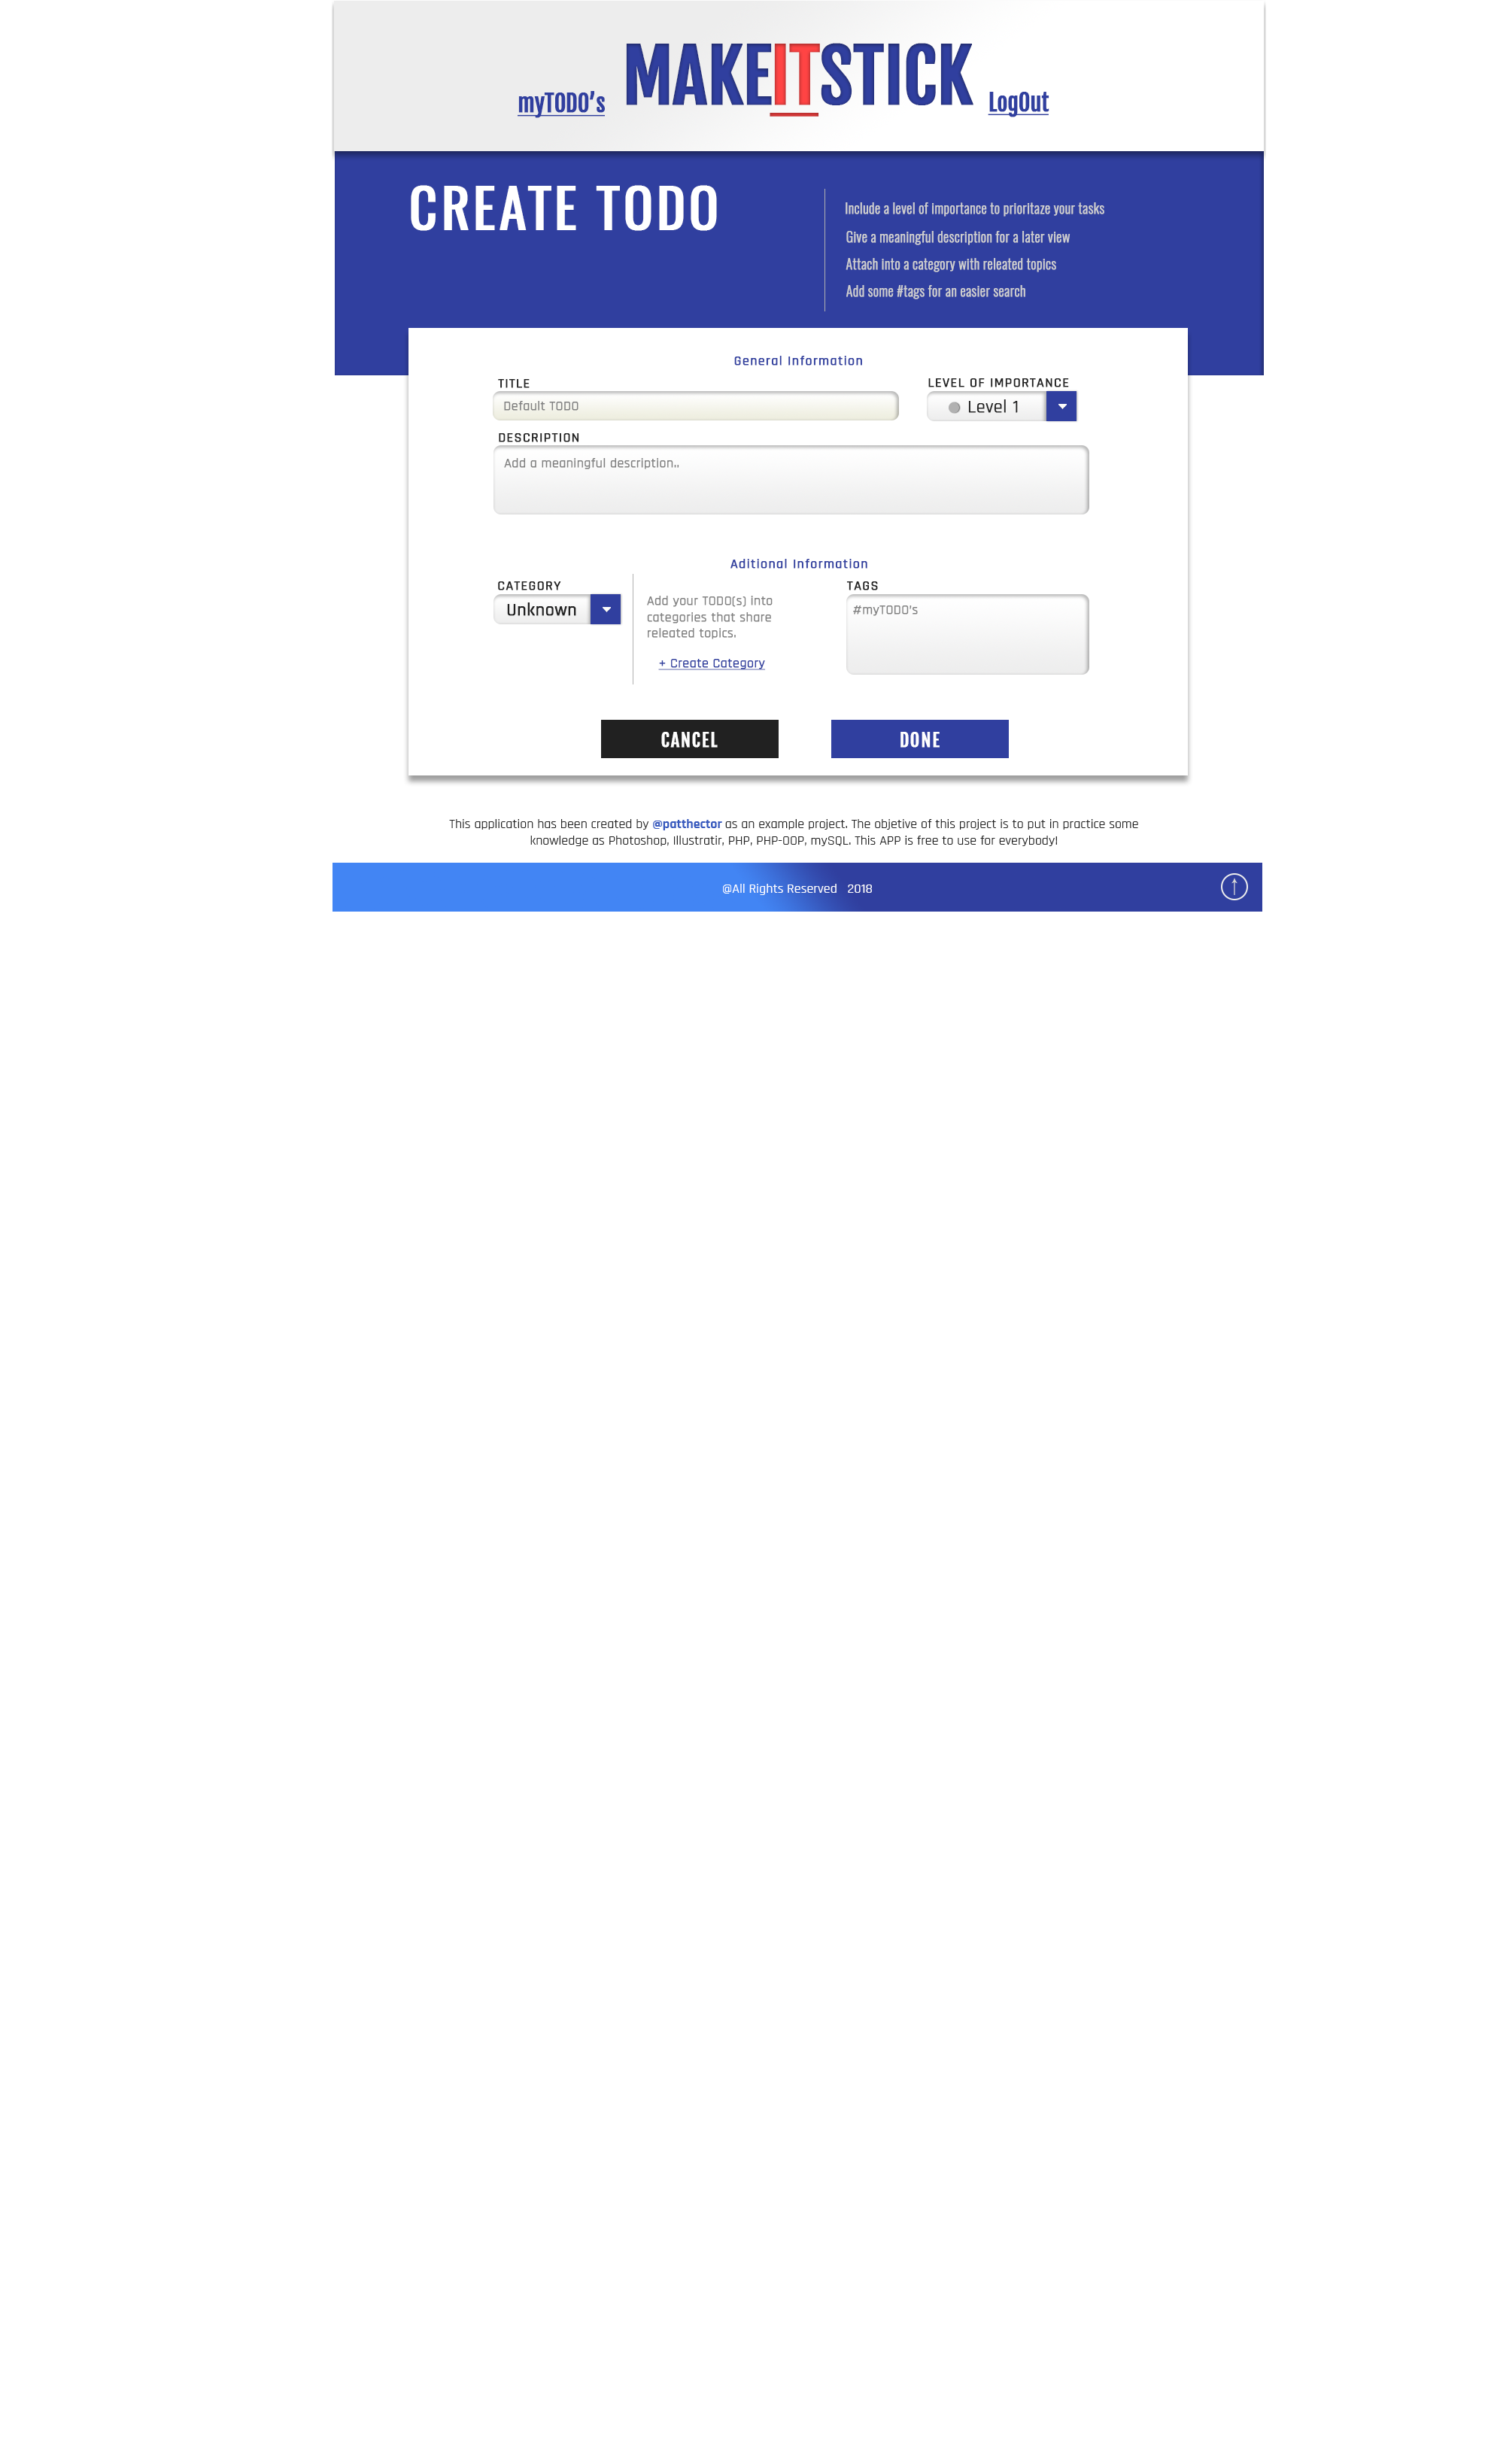 myTODO's
MAKEITSTICK
LogOut
CREATE TODO
Include a level of importance to prioritaze your tasks
Give a meaningful description for a later view
Attach into a category with releated topics
Add some #tags for an easier search
General Information
TITLE
LEVEL OF IMPORTANCE
Default TODO
Level 1
DESCRIPTION
Add a meaningful description..
Aditional Information
CATEGORY
Unknown
Add your TODO(s) into
categories that share
releated topics.
+ Create Category
TAGS
#myTODO's
CANCEL
DONE
This application has been created by @patthector as an example project. The objetive of this project is to put in practice some
knowledge as Photoshop, Illustratir, PHP, PHP-OOP, mySQL. This APP is free to use for everybody!
@All Rights Reserved 2018